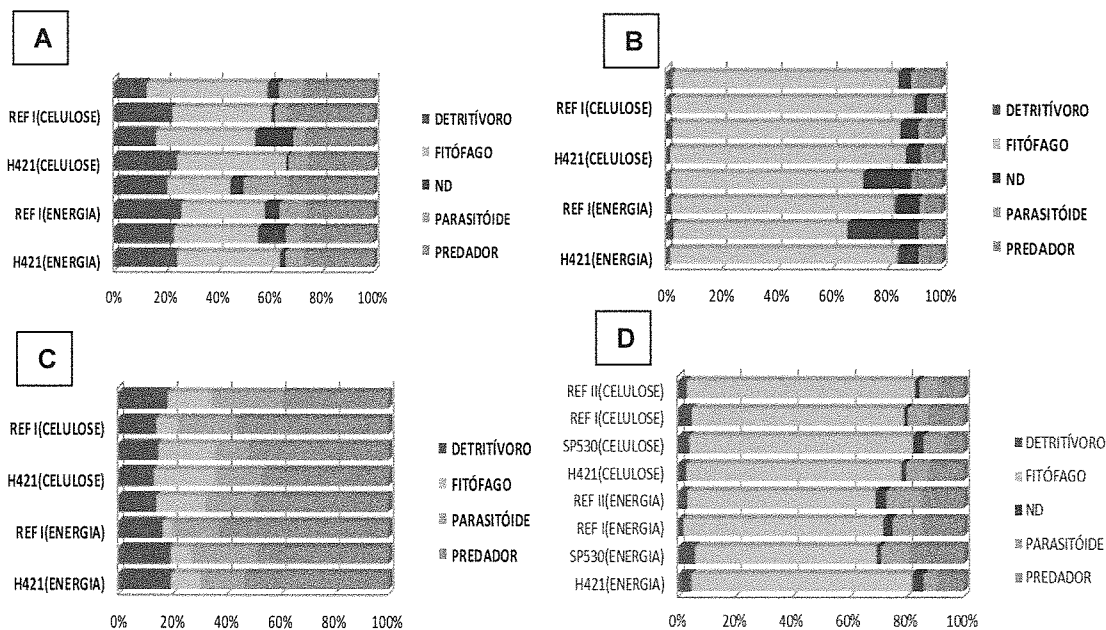 A
REF I(CELULOSE)
H421(CELULOSE)
REF I(ENERGIA)
H421(ENERGIA)
0% 20% 40% 60% 80% 100%
DETRITÍVORO
FITÓFAGO
ND
PARASITÓIDE
PREDADOR
B
REF I(CELULOSE)
H421(CELULOSE)
REF I(ENERGIA)
H421(ENERGIA)
0% 20% 40% 60% 80% 100%
DETRITÍVORO
FITÓFAGO
ND
PARASITÓIDE
PREDADOR
C
REF I(CELULOSE)
H421(CELULOSE)
REF I(ENERGIA)
H421(ENERGIA)
0% 20% 40% 60% 80% 100%
DETRITÍVORO
FITÓFAGO
PARASITÓIDE
PREDADOR
D
REF II(CELULOSE)
REF I(CELULOSE)
SP530(CELULOSE)
H421(CELULOSE)
REF II(ENERGIA)
REF I(ENERGIA)
SP530(ENERGIA)
H421(ENERGIA)
0% 20% 40% 60% 80% 100%
DETRITÍVORO
FITÓFAGO
ND
PARASITÓIDE
PREDADOR